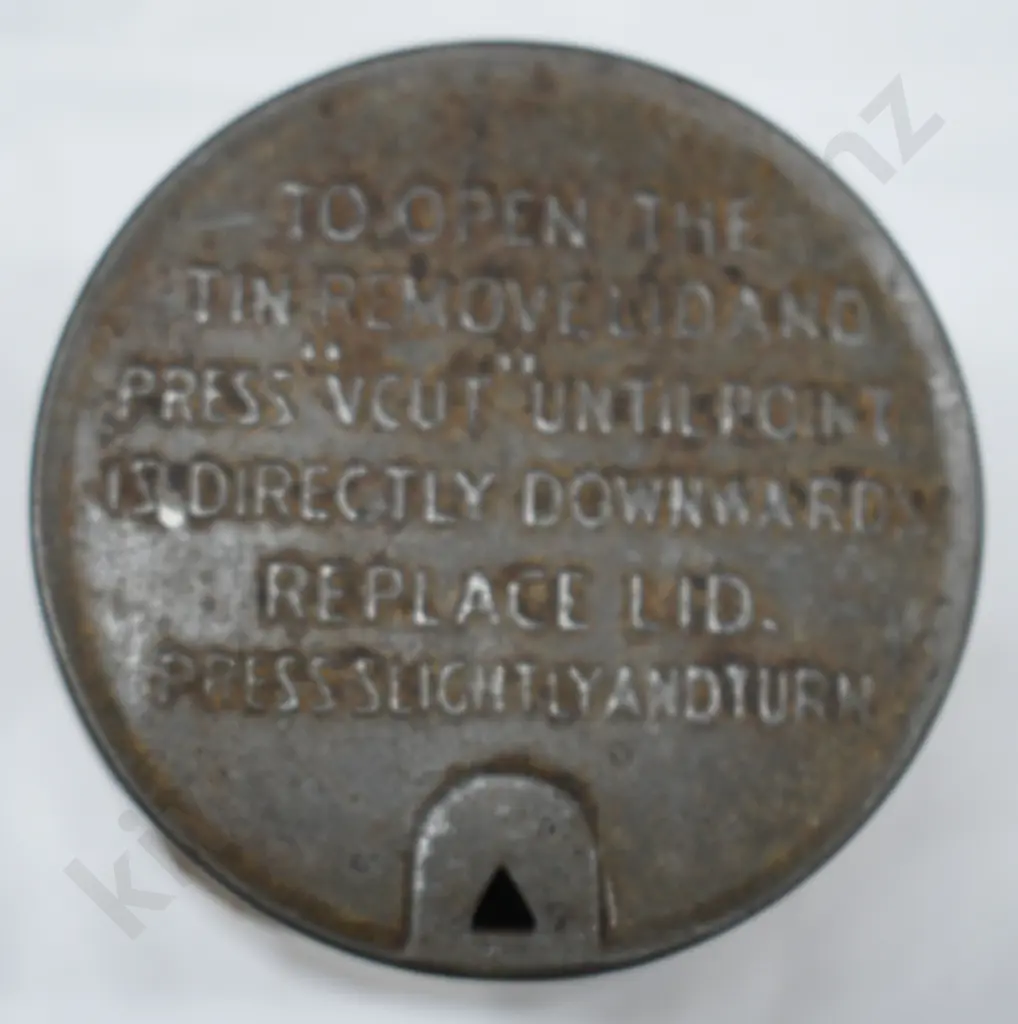 TO OPEN THE
TIN REMOVE LID AND
PRESS "VCUT" UNTIL POINT
IS DIRECTLY DOWNWARDS
REPLACE LID.
PRESS SLIGHTLY AND TURN